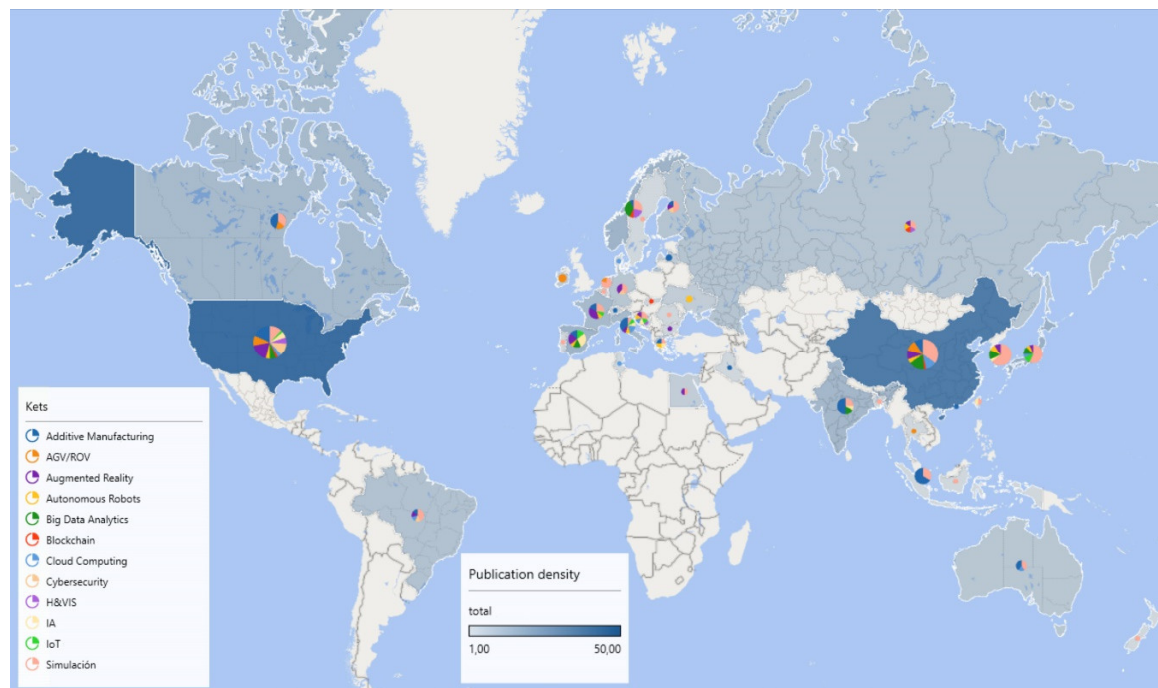 Kets
Additive Manufacturing
AGV/ROV
Augmented Reality
Autonomous Robots
Big Data Analytics
Blockchain
Cloud Computing
Cybersecurity
H&VIS
IA
IoT
Simulación
Publication density
total
1,00 50,00